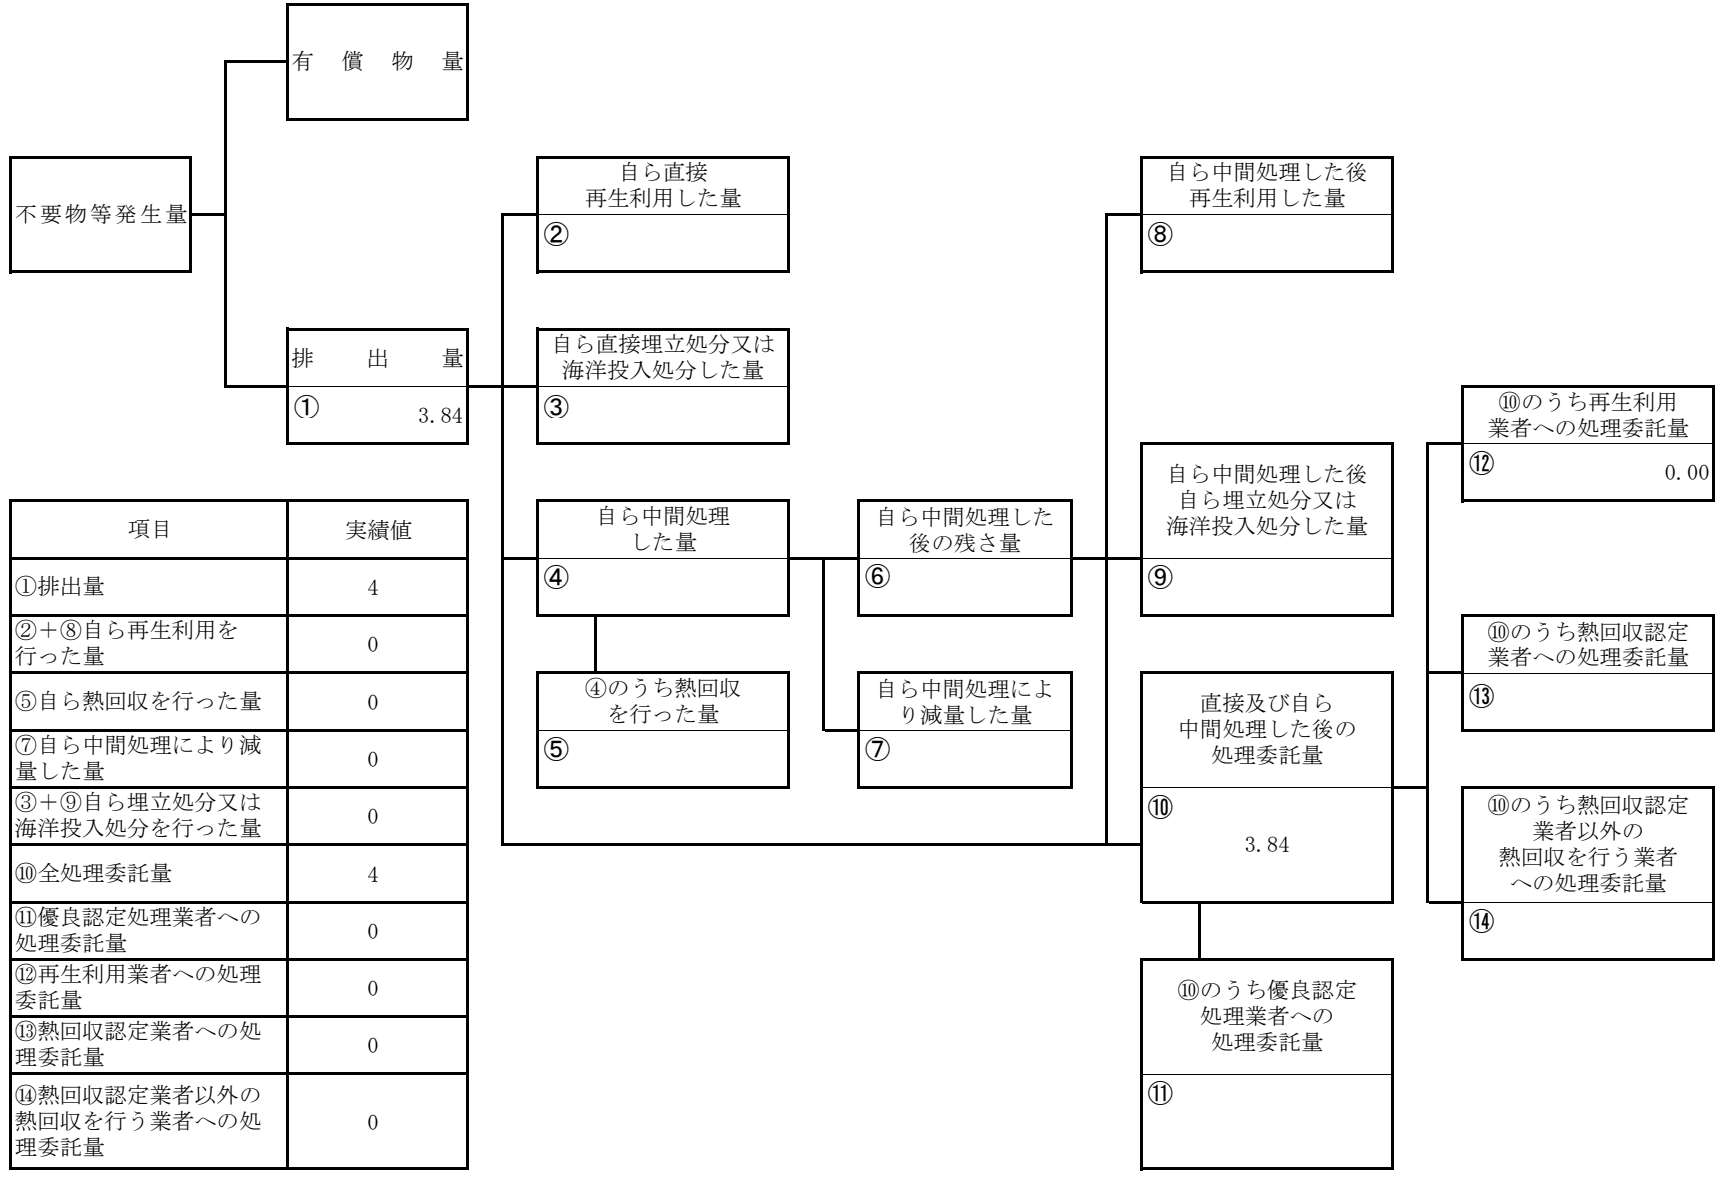 有償物量
不要物等発生量
排出量
①
3.84
自ら直接
再生利用した量
②
自ら直接埋立処分又は
海洋投入処分した量
③
自ら中間処理
した量
④
④のうち熱回収
を行った量
⑤
自ら中間処理した
後の残さ量
⑥
自ら中間処理によ
り減量した量
⑦
自ら中間処理した後
再生利用した量
⑧
自ら中間処理した後
自ら埋立処分又は
海洋投入処分した量
⑨
直接及び自ら
中間処理した後の
処理委託量
⑩
3.84
⑩のうち優良認定
処理業者への
処理委託量
⑪
⑩のうち再生利用
業者への処理委託量
⑫
0.00
⑩のうち熱回収認定
業者への処理委託量
⑬
⑩のうち熱回収認定
業者以外の
熱回収を行う業者
への処理委託量
⑭
項目 実績値
①排出量 4
②＋⑧自ら再生利用を
行った量 0
⑤自ら熱回収を行った量 0
⑦自ら中間処理により減
量した量 0
③＋⑨自ら埋立処分又は
海洋投入処分を行った量 0
⑩全処理委託量 4
⑪優良認定処理業者への
処理委託量 0
⑫再生利用業者への処理
委託量 0
⑬熱回収認定業者への処
理委託量 0
⑭熱回収認定業者以外の
熱回収を行う業者への処 0
理委託量